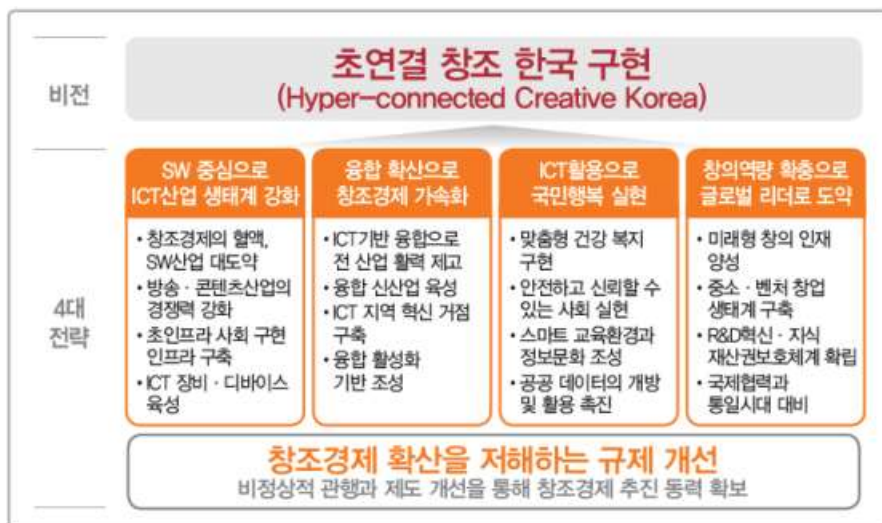 비전
초연결 창조 한국 구현
(Hyper-connected Creative Korea)
4대
전략
SW 중심으로
ICT산업 생태계 강화
• 창조경제의 혈액,
SW산업 대도약
• 방송·콘텐츠산업의
경쟁력 강화
• 초인프라 사회 구현
인프라 구축
• ICT 장비·디바이스
육성
융합 확산으로
창조경제 가속화
• ICT기반 융합으로
전 산업 활력 제고
• 융합 신산업 육성
• ICT 지역 혁신 거점
구축
• 융합 활성화
기반 조성
ICT활용으로
국민행복 실현
• 맞춤형 건강 복지
구현
• 안전하고 신뢰할 수
있는 사회 실현
• 스마트 교육환경과
정보문화 조성
• 공공 데이터의 개방
및 활용 촉진
창의역량 확충으로
글로벌 리더로 도약
• 미래형 창의 인재
양성
• 중소·벤처 창업
생태계 구축
• R&D혁신·지식
재산권보호체계 확립
• 국제협력과
통일시대 대비
창조경제 확산을 저해하는 규제 개선
비정상적 관행과 제도 개선을 통해 창조경제 추진 동력 확보